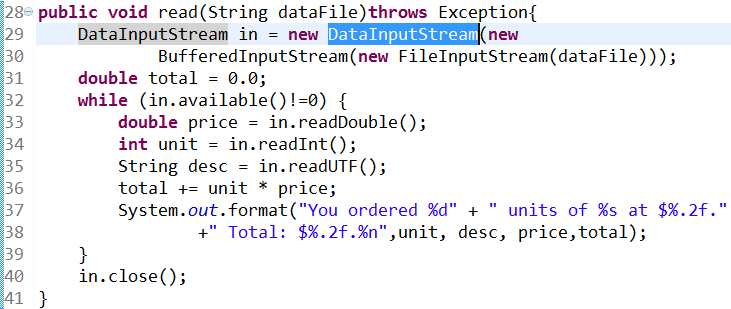 28 public void read(String dataFile)throws Exception{
29     DataInputStream in = new DataInputStream(new
30             BufferedInputStream(new FileInputStream(dataFile)));
31     double total = 0.0;
32     while (in.available()!=0) {
33         double price = in.readDouble();
34         int unit = in.readInt();
35         String desc = in.readUTF();
36         total += unit * price;
37         System.out.format("You ordered %d" + " units of %s at $%.2f."
38                 +" Total: $%.2f.%n",unit, desc, price,total);
39     }
40     in.close();
41 }